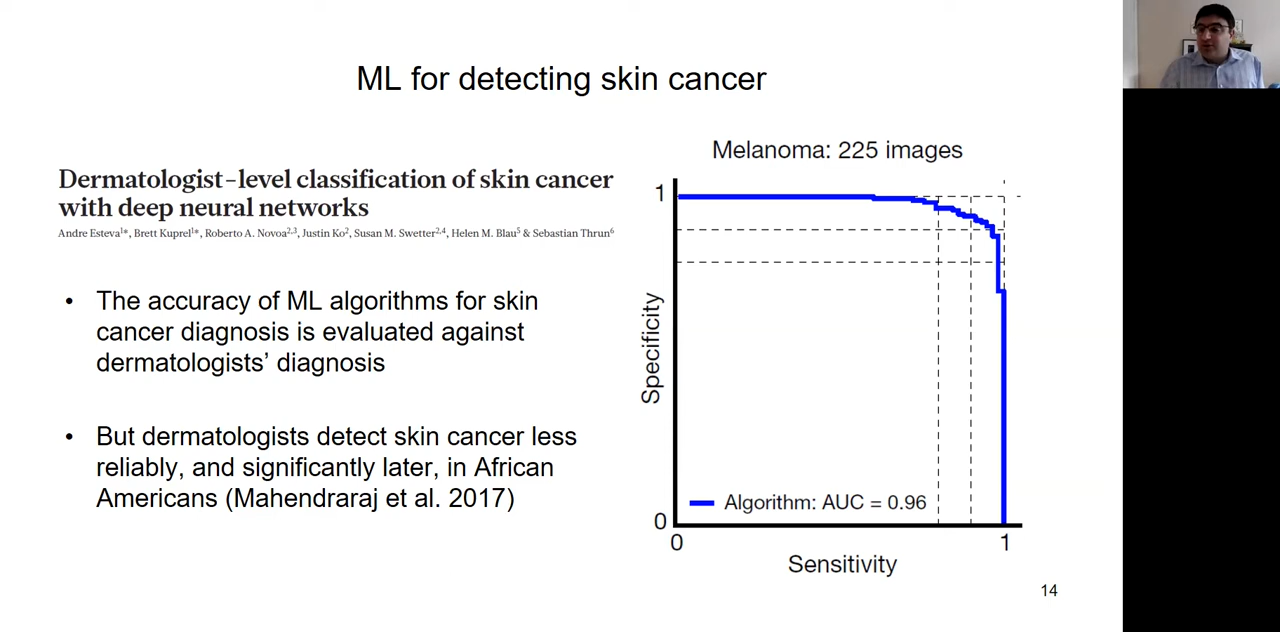 ML for detecting skin cancer
Dermatologist-level classification of skin cancer
with deep neural networks
Andre Esteva1*, Brett Kuprel1*, Roberto A. Novoa2,3, Justin Ko2, Susan M. Swetter2,4, Helen M. Blau5 & Sebastian Thrun6
• The accuracy of ML algorithms for skin
cancer diagnosis is evaluated against
dermatologists’ diagnosis
• But dermatologists detect skin cancer less
reliably, and significantly later, in African
Americans (Mahendraraj et al. 2017)
Melanoma: 225 images
1
Specificity
Algorithm: AUC = 0.96
0
0
1
Sensitivity
14